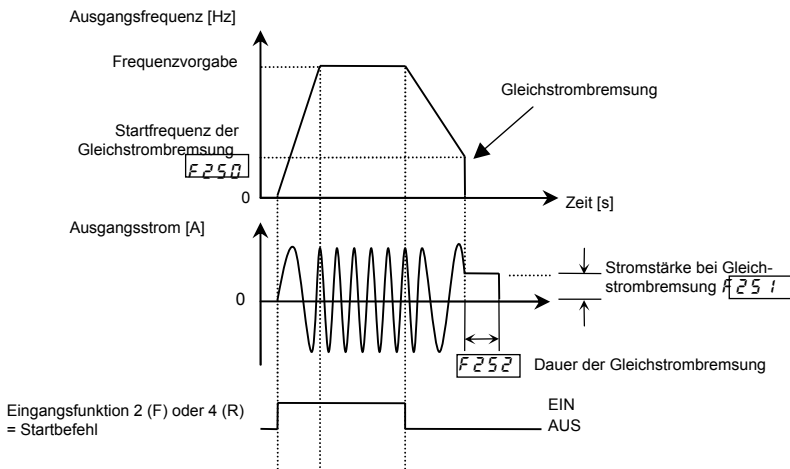 Ausgangsfrequenz [Hz]
Frequenzvorgabe
Gleichstrombremsung
Startfrequenz der
Gleichstrombremsung
F250
0
Zeit [s]
Ausgangsstrom [A]
Stromstärke bei Gleich-
strombremsung F251
0
F252 Dauer der Gleichstrombremsung
Eingangsfunktion 2 (F) oder 4 (R)
= Startbefehl
EIN
AUS